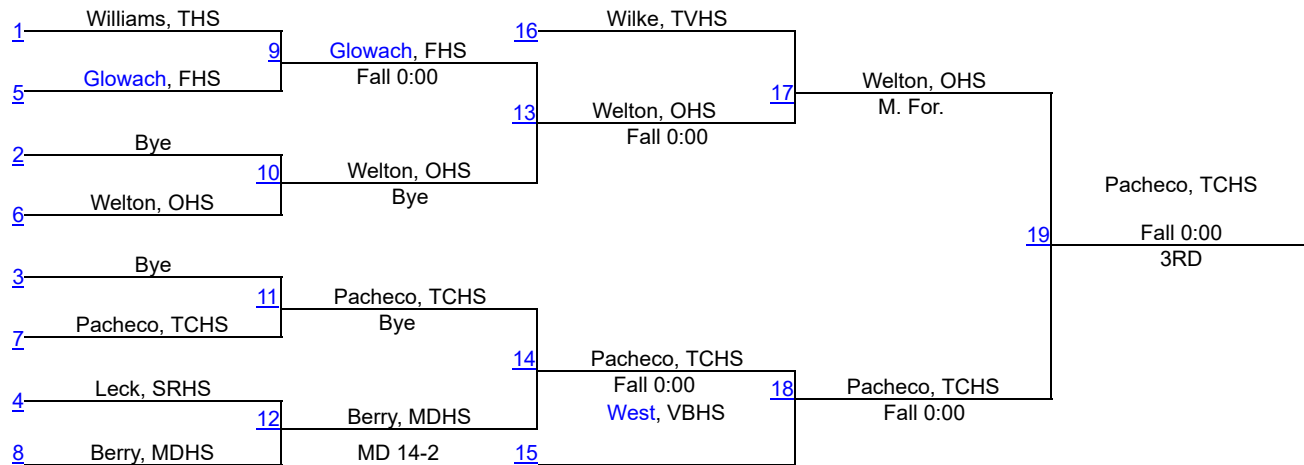 Williams, THS
1
Glowach, FHS
5
9
Glowach, FHS
Fall 0:00
Bye
2
Welton, OHS
6
10
Welton, OHS
Bye
13
Wilke, TVHS
16
Welton, OHS
Fall 0:00
17
Welton, OHS
M. For.
Bye
3
Pacheco, TCHS
7
11
Pacheco, TCHS
Bye
Leck, SRHS
4
Berry, MDHS
8
12
Berry, MDHS
MD 14-2
14
Pacheco, TCHS
Fall 0:00
West, VBHS
15
18
Pacheco, TCHS
Fall 0:00
19
Pacheco, TCHS
Fall 0:00
3RD